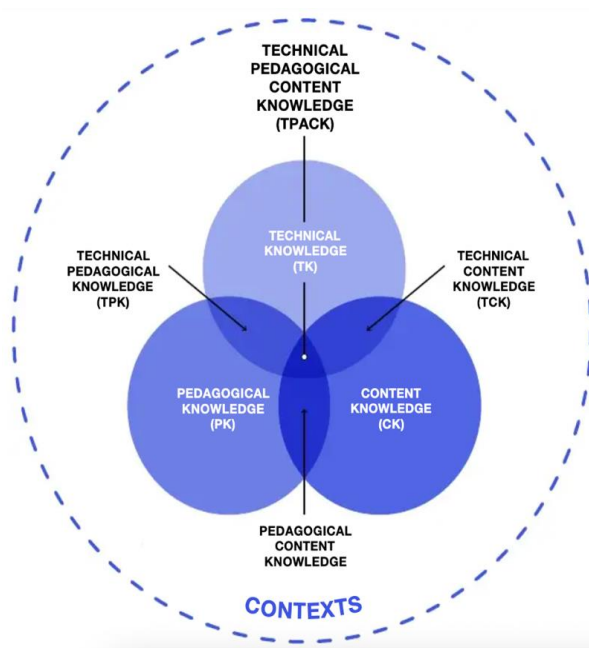 TECHNICAL
PEDAGOGICAL
CONTENT
KNOWLEDGE
(TPACK)
TECHNICAL
KNOWLEDGE
(TK)
TECHNICAL
PEDAGOGICAL
KNOWLEDGE
(TPK)
TECHNICAL
CONTENT
KNOWLEDGE
(TCK)
PEDAGOGICAL
KNOWLEDGE
(PK)
CONTENT
KNOWLEDGE
(CK)
PEDAGOGICAL
CONTENT
KNOWLEDGE
CONTEXTS